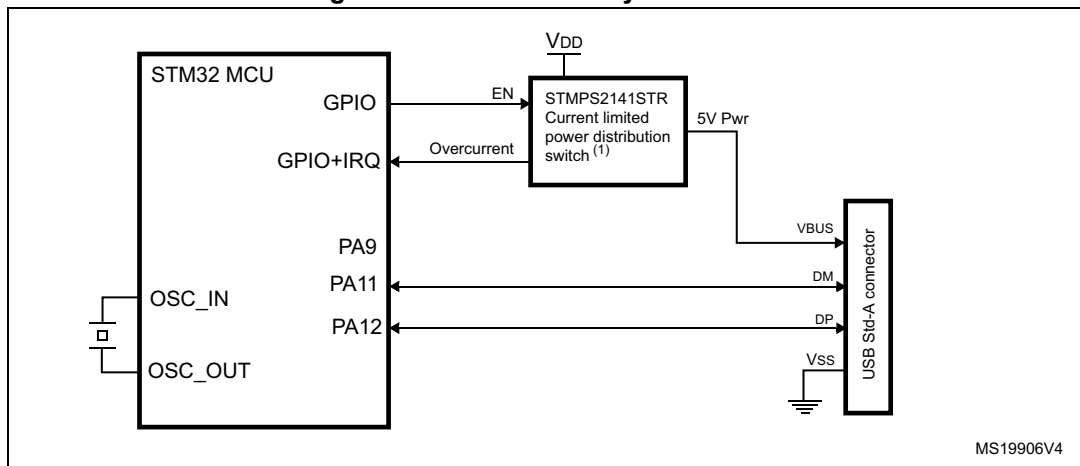 STM32 MCU
GPIO
GPIO+IRQ
PA9
PA11
PA12
OSC_IN
OSC_OUT
EN
Overcurrent
VDD
STMPS2141STR
Current limited
power distribution
switch (1)
5V Pwr
VBUS
DM
DP
VSS
USB Std-A connector
MS19906V4